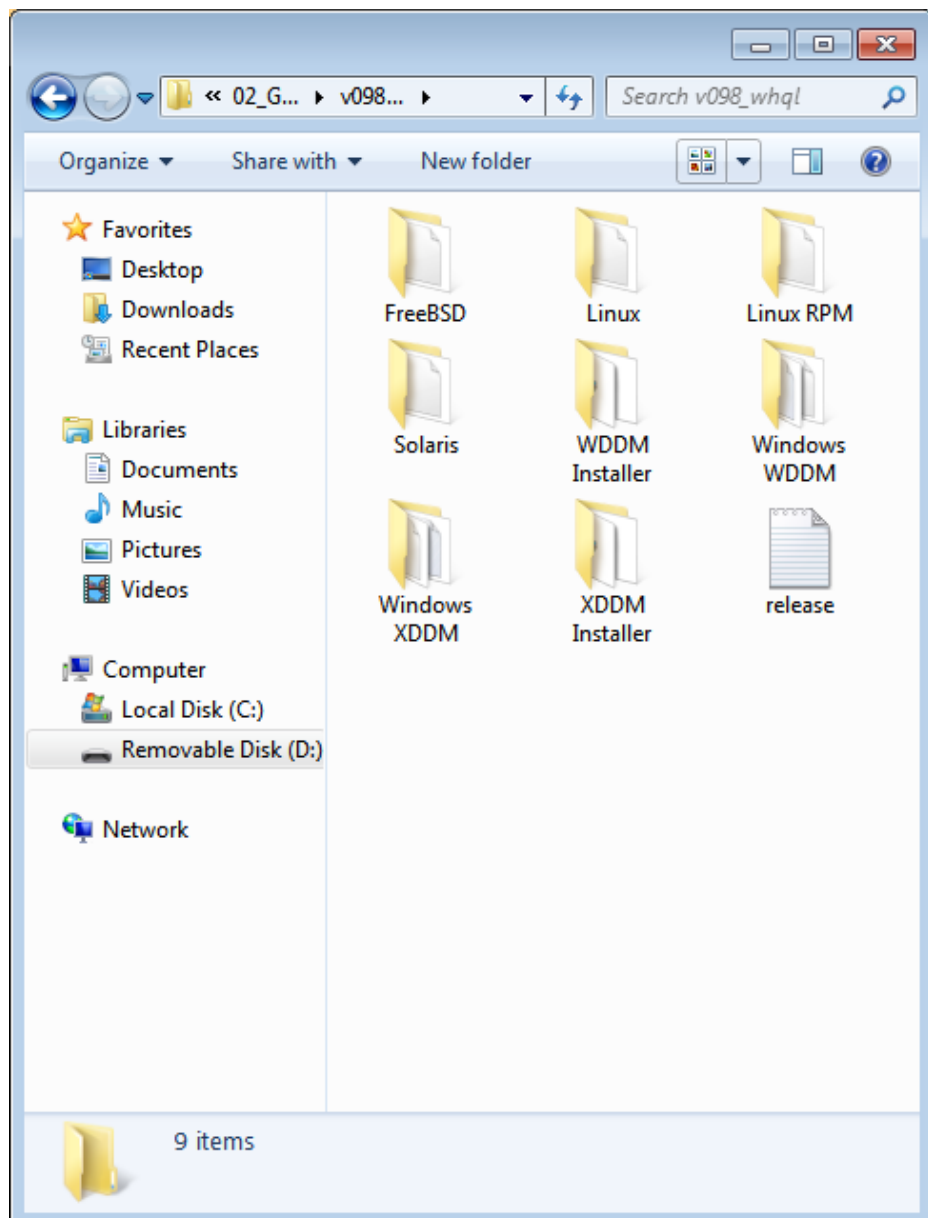 « 02_G... ▸ v098... ▸
Search v098_whql
Organize
Share with
New folder
Favorites
Desktop
Downloads
Recent Places
Libraries
Documents
Music
Pictures
Videos
Computer
Local Disk (C:)
Removable Disk (D:)
Network
FreeBSD
Linux
Linux RPM
Solaris
WDDM
Installer
Windows
WDDM
Windows
XDDM
XDDM
Installer
release
9 items